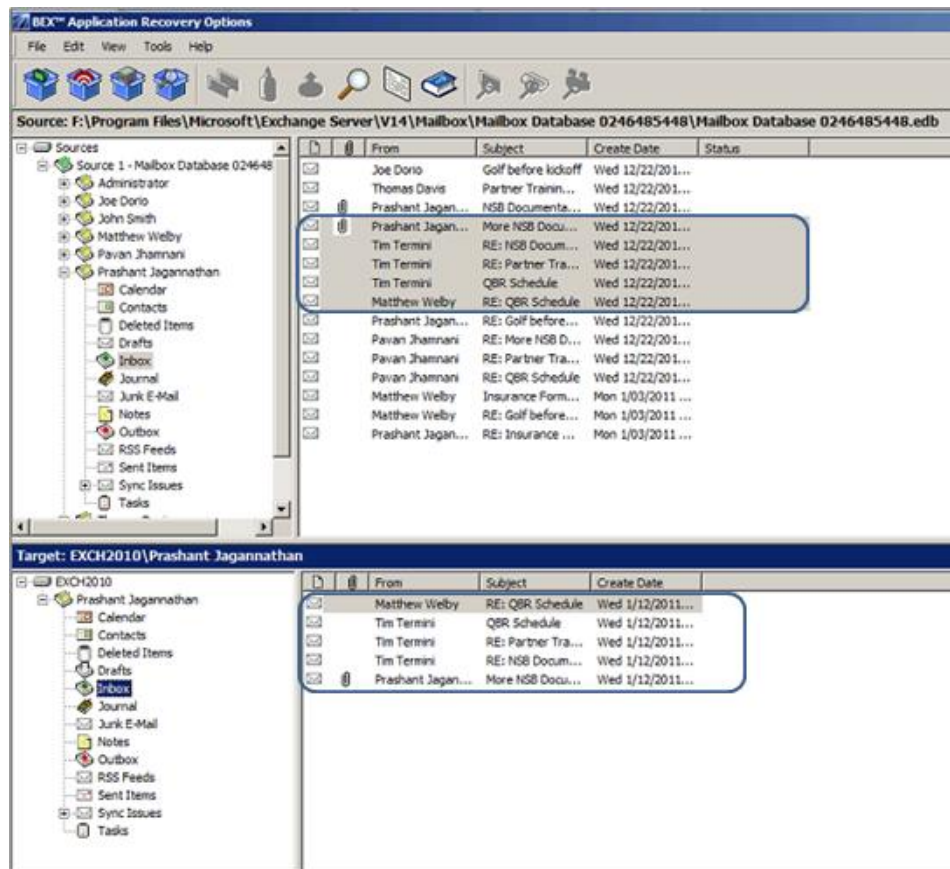 BEX™ Application Recovery Options
File Edit View Tools Help
Source: F:\Program Files\Microsoft\Exchange Server\V14\Mailbox\Mailbox Database 0246485448\Mailbox Database 0246485448.edb
Sources
Source 1 - Mailbox Database 024648
Administrator
Joe Dorio
John Smith
Matthew Welby
Pavan Jhamnani
Prashant Jagannathan
Calendar
Contacts
Deleted Items
Drafts
Inbox
Journal
Junk E-Mail
Notes
Outbox
RSS Feeds
Sent Items
Sync Issues
Tasks
From Subject Create Date Status
Joe Dorio Golf before kickoff Wed 12/22/201...
Thomas Davis Partner Trainin... Wed 12/22/201...
Prashant Jagan... NSB Documenta... Wed 12/22/201...
Prashant Jagan... More NSB Docu... Wed 12/22/201...
Tim Termini RE: NSB Docum... Wed 12/22/201...
Tim Termini RE: Partner Tra... Wed 12/22/201...
Tim Termini QBR Schedule Wed 12/22/201...
Matthew Welby RE: QBR Schedule Wed 12/22/201...
Prashant Jagan... RE: Golf before... Wed 12/22/201...
Pavan Jhamnani RE: More NSB D... Wed 12/22/201...
Pavan Jhamnani RE: Partner Tra... Wed 12/22/201...
Pavan Jhamnani RE: QBR Schedule Wed 12/22/201...
Matthew Welby Insurance Form... Mon 1/03/2011 ...
Matthew Welby RE: Golf before... Mon 1/03/2011 ...
Prashant Jagan... RE: Insurance ... Mon 1/03/2011 ...
Target: EXCH2010\Prashant Jagannathan
EXCH2010
Prashant Jagannathan
Calendar
Contacts
Deleted Items
Drafts
Inbox
Journal
Junk E-Mail
Notes
Outbox
RSS Feeds
Sent Items
Sync Issues
Tasks
From Subject Create Date
Matthew Welby RE: QBR Schedule Wed 1/12/2011...
Tim Termini QBR Schedule Wed 1/12/2011...
Tim Termini RE: Partner Tra... Wed 1/12/2011...
Tim Termini RE: NSB Docum... Wed 1/12/2011...
Prashant Jagan... More NSB Docu... Wed 1/12/2011...